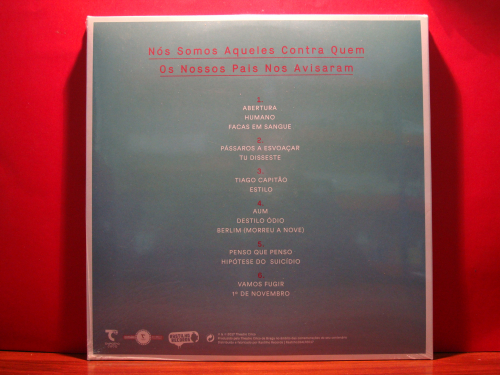 Nós Somos Aqueles Contra Quem
Os Nossos Pais Nos Avisaram
1.
ABERTURA
HUMANO
FACAS EM SANGUE
2.
PÁSSAROS A ESVOAÇAR
TU DISSESTE
3.
TIAGO CAPITÃO
ESTILO
4.
AUM
DESTILO ÓDIO
BERLIM (MORREU A NOVE)
5.
PENSO QUE PENSO
HIPÓTESE DO SUICÍDIO
6.
VAMOS FUGIR
1º DE NOVEMBRO